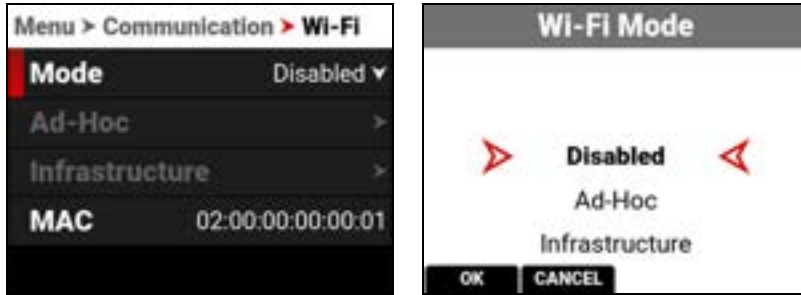 Menu > Communication > Wi-Fi
Mode Disabled
Ad-Hoc >
Infrastructure >
MAC 02:00:00:00:00:01
Wi-Fi Mode
Disabled
Ad-Hoc
Infrastructure
OK CANCEL